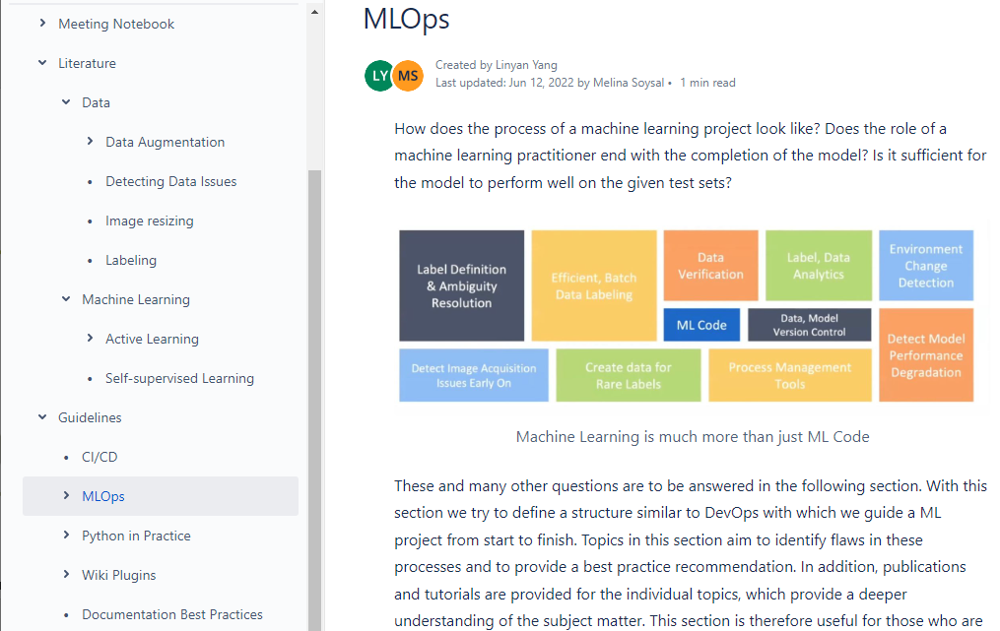 Meeting Notebook
Literature
Data
Data Augmentation
Detecting Data Issues
Image resizing
Labeling
Machine Learning
Active Learning
Self-supervised Learning
Guidelines
CI/CD
MLOps
Python in Practice
Wiki Plugins
Documentation Best Practices
MLOps
LY MS
Created by Linyan Yang
Last updated: Jun 12, 2022 by Melina Soysal • 1 min read
How does the process of a machine learning project look like? Does the role of a
machine learning practitioner end with the completion of the model? Is it sufficient for
the model to perform well on the given test sets?
Label Definition
& Ambiguity
Resolution
Efficient, Batch
Data Labeling
Data
Verification
Label, Data
Analytics
Environment
Change
Detection
ML Code
Data, Model
Version Control
Detect Model
Performance
Degradation
Detect Image Acquisition
Issues Early On
Create data for
Rare Labels
Process Management
Tools
Machine Learning is much more than just ML Code
These and many other questions are to be answered in the following section. With this
section we try to define a structure similar to DevOps with which we guide a ML
project from start to finish. Topics in this section aim to identify flaws in these
processes and to provide a best practice recommendation. In addition, publications
and tutorials are provided for the individual topics, which provide a deeper
understanding of the subject matter. This section is therefore useful for those who are